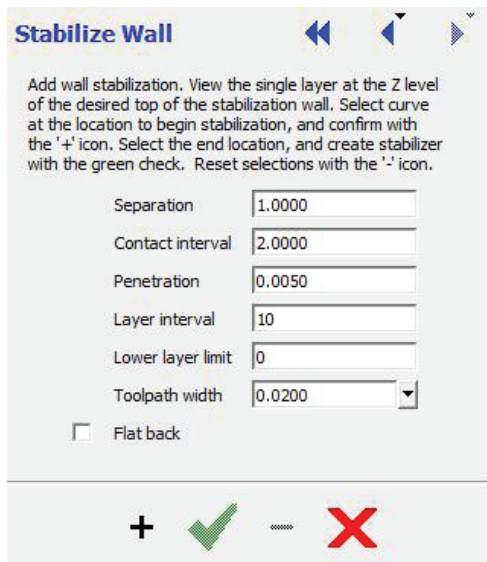 Stabilize Wall
Add wall stabilization. View the single layer at the Z level
of the desired top of the stabilization wall. Select curve
at the location to begin stabilization, and confirm with
the '+' icon. Select the end location, and create stabilizer
with the green check. Reset selections with the '-' icon.
Separation 1.0000
Contact interval 2.0000
Penetration 0.0050
Layer interval 10
Lower layer limit 0
Toolpath width 0.0200
Flat back